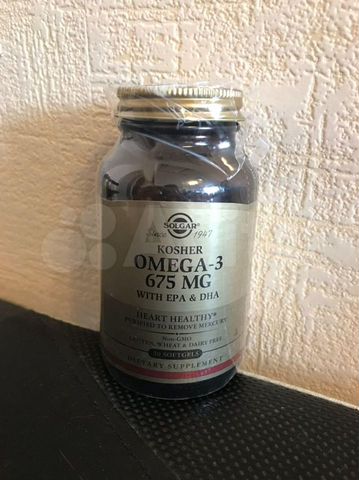 SOLGAR®
Since 1947
KOSHER
OMEGA-3
675 MG
WITH EPA & DHA
HEART HEALTHY*
PURIFIED TO REMOVE MERCURY
Non-GMO
GLUTEN, WHEAT & DAIRY FREE
SOFTGELS
DIETARY SUPPLEMENT